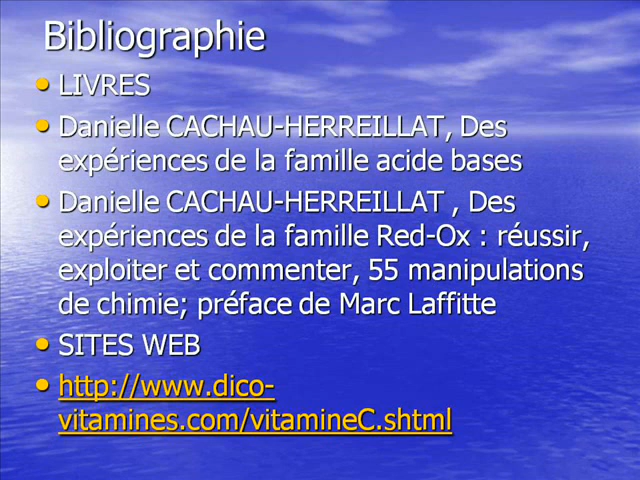 Bibliographie
• LIVRES
• Danielle CACHAU-HERREILLAT, Des
expériences de la famille acide bases
• Danielle CACHAU-HERREILLAT , Des
expériences de la famille Red-Ox : réussir,
exploiter et commenter, 55 manipulations
de chimie; préface de Marc Laffitte
• SITES WEB
• http://www.dico-
vitamines.com/vitamineC.shtml